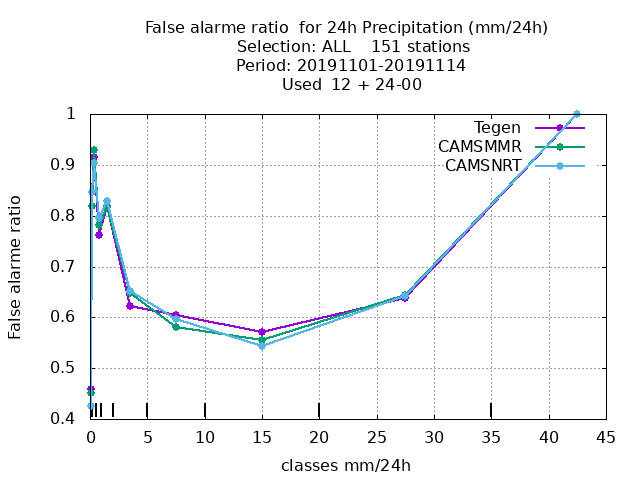 False alarme ratio  for 24h Precipitation (mm/24h)
Selection: ALL    151 stations
Period: 20191101-20191114
Used  12 + 24-00
Tegen
CAMSMMR
CAMSNRT
False alarme ratio
1
0.9
0.8
0.7
0.6
0.5
0.4
0 5 10 15 20 25 30 35 40 45
classes mm/24h